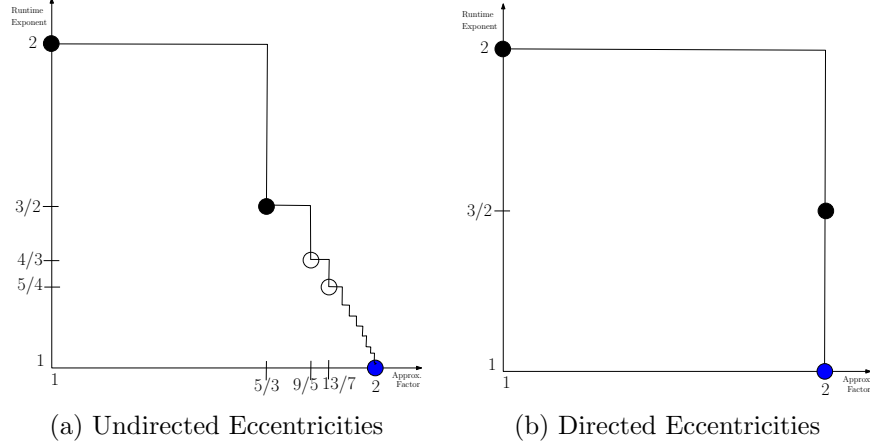 Runtime
Exponent
2
3/2
4/3
5/4
1
1
5/3
9/5
13/7
2
Approx.
Factor
(a) Undirected Eccentricities
Runtime
Exponent
2
3/2
1
1
2
Approx.
Factor
(b) Directed Eccentricities